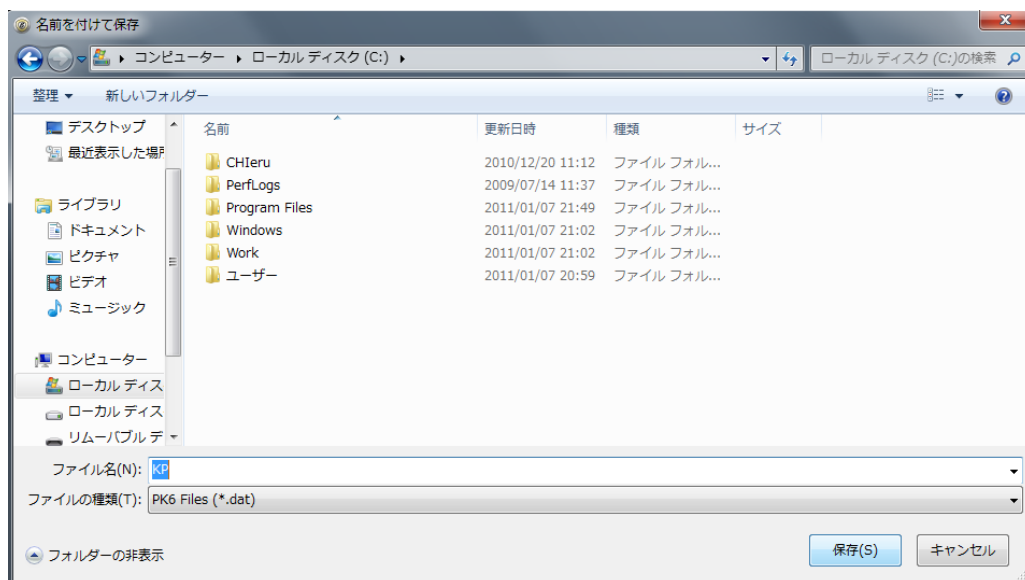 名前を付けて保存
コンピューター ▸ ローカル ディスク (C:) ▸
ローカル ディスク (C:)の検索
整理 ▼ 新しいフォルダー
デスクトップ
最近表示した場所
ライブラリ
ドキュメント
ピクチャ
ビデオ
ミュージック
コンピューター
ローカル ディス
ローカル ディス
リムーバブル デ
名前 更新日時 種類 サイズ
CHIeru 2010/12/20 11:12 ファイル フォル...
PerfLogs 2009/07/14 11:37 ファイル フォル...
Program Files 2011/01/07 21:49 ファイル フォル...
Windows 2011/01/07 21:02 ファイル フォル...
Work 2011/01/07 21:02 ファイル フォル...
ユーザー 2011/01/07 20:59 ファイル フォル...
ファイル名(N): KP
ファイルの種類(T): PK6 Files (*.dat)
フォルダーの非表示
保存(S) キャンセル